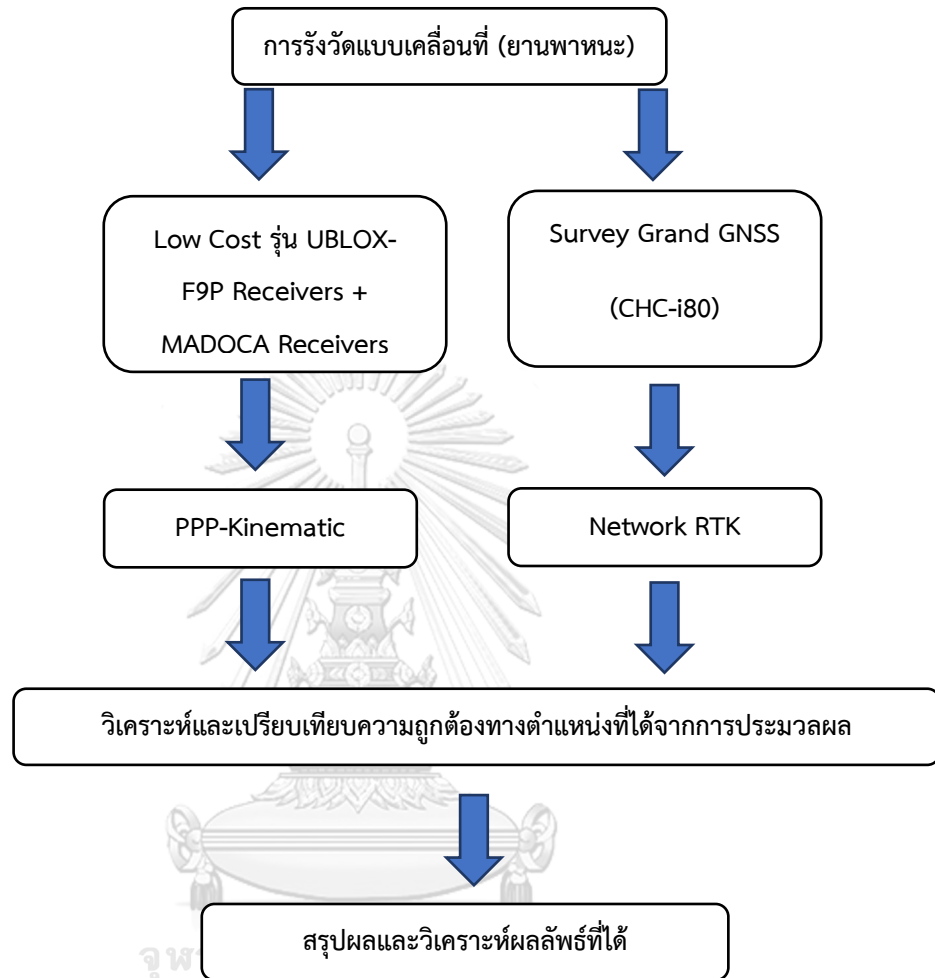 การรังวัดแบบเคลื่อนที่ (ยานพาหนะ)
Low Cost รุ่น UBLOX-
F9P Receivers +
MADOCA Receivers
Survey Grand GNSS
(CHC-i80)
PPP-Kinematic
Network RTK
วิเคราะห์และเปรียบเทียบความถูกต้องทางตำแหน่งที่ได้จากการประมวลผล
สรุปผลและวิเคราะห์ผลลัพธ์ที่ได้